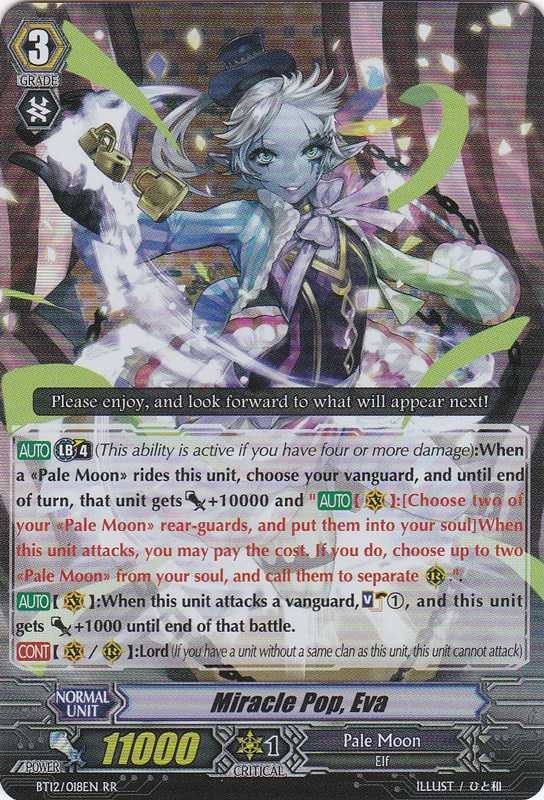 3
GRADE
Please enjoy, and look forward to what will appear next!
AUTO LB 4 (This ability is active if you have four or more damage):When
a «Pale Moon» rides this unit, choose your vanguard, and until end
of turn, that unit gets +10000 and "AUTO[ V ]:[Choose two of
your «Pale Moon» rear-guards, and put them into your soul]When
this unit attacks, you may pay the cost. If you do, choose up to two
«Pale Moon» from your soul, and call them to separate R .".
AUTO[ V ]:When this unit attacks a vanguard, ①, and this unit
gets +1000 until end of that battle.
CONT[ V / R ]:Lord(If you have a unit without a same clan as this unit, this unit cannot attack)
NORMAL
UNIT
Miracle Pop, Eva
POWER
11000
1
CRITICAL
Pale Moon
Elf
BT12/018EN RR
ILLUST / ひと和